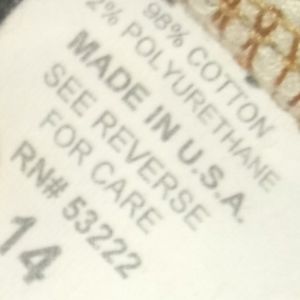 98% COTTON
2% POLYURETHANE
MADE IN U.S.A.
SEE REVERSE
FOR CARE
RN# 53222
14